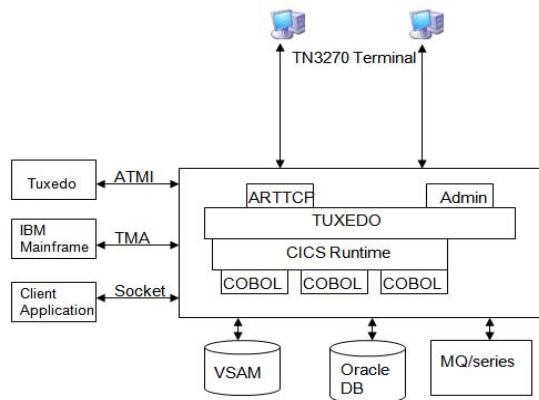 TN3270 Terminal
Tuxedo
ATMI
ARTTCP
Admin
TUXEDO
IBM
Mainframe
TMA
CICS Runtime
COBOL
COBOL
COBOL
Client
Application
Socket
VSAM
Oracle
DB
MQ/series